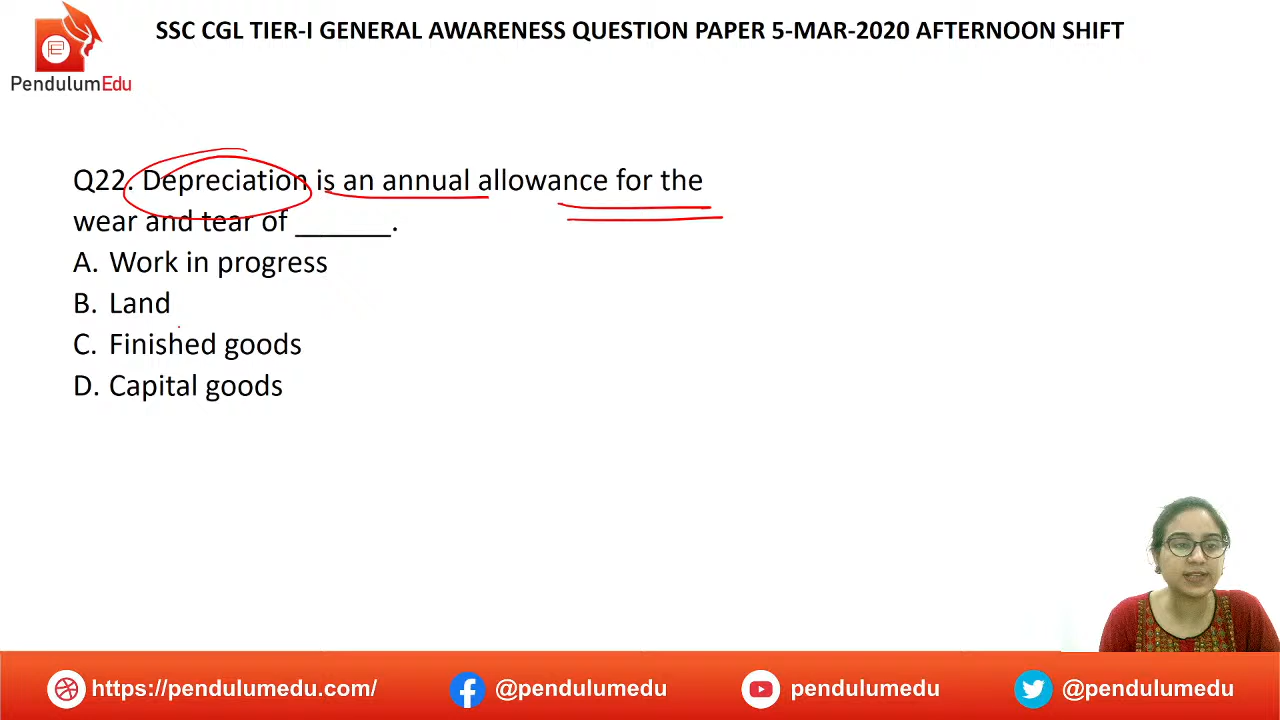 SSC CGL TIER-I GENERAL AWARENESS QUESTION PAPER 5-MAR-2020 AFTERNOON SHIFT
PendulumEdu
Q22. Depreciation is an annual allowance for the
wear and tear of ______.
A. Work in progress
B. Land
C. Finished goods
D. Capital goods
https://pendulumedu.com/
@pendulumedu
pendulumedu
@pendulumedu